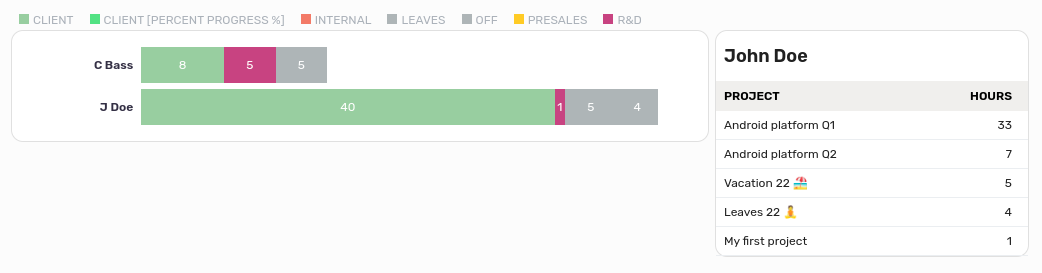 CLIENT CLIENT [PERCENT PROGRESS %] INTERNAL LEAVES OFF PRESALES R&D
C Bass 8 5 5
J Doe 40 1 5 4
John Doe
PROJECT HOURS
Android platform Q1 33
Android platform Q2 7
Vacation 22 🏖️ 5
Leaves 22 🧘 4
My first project 1